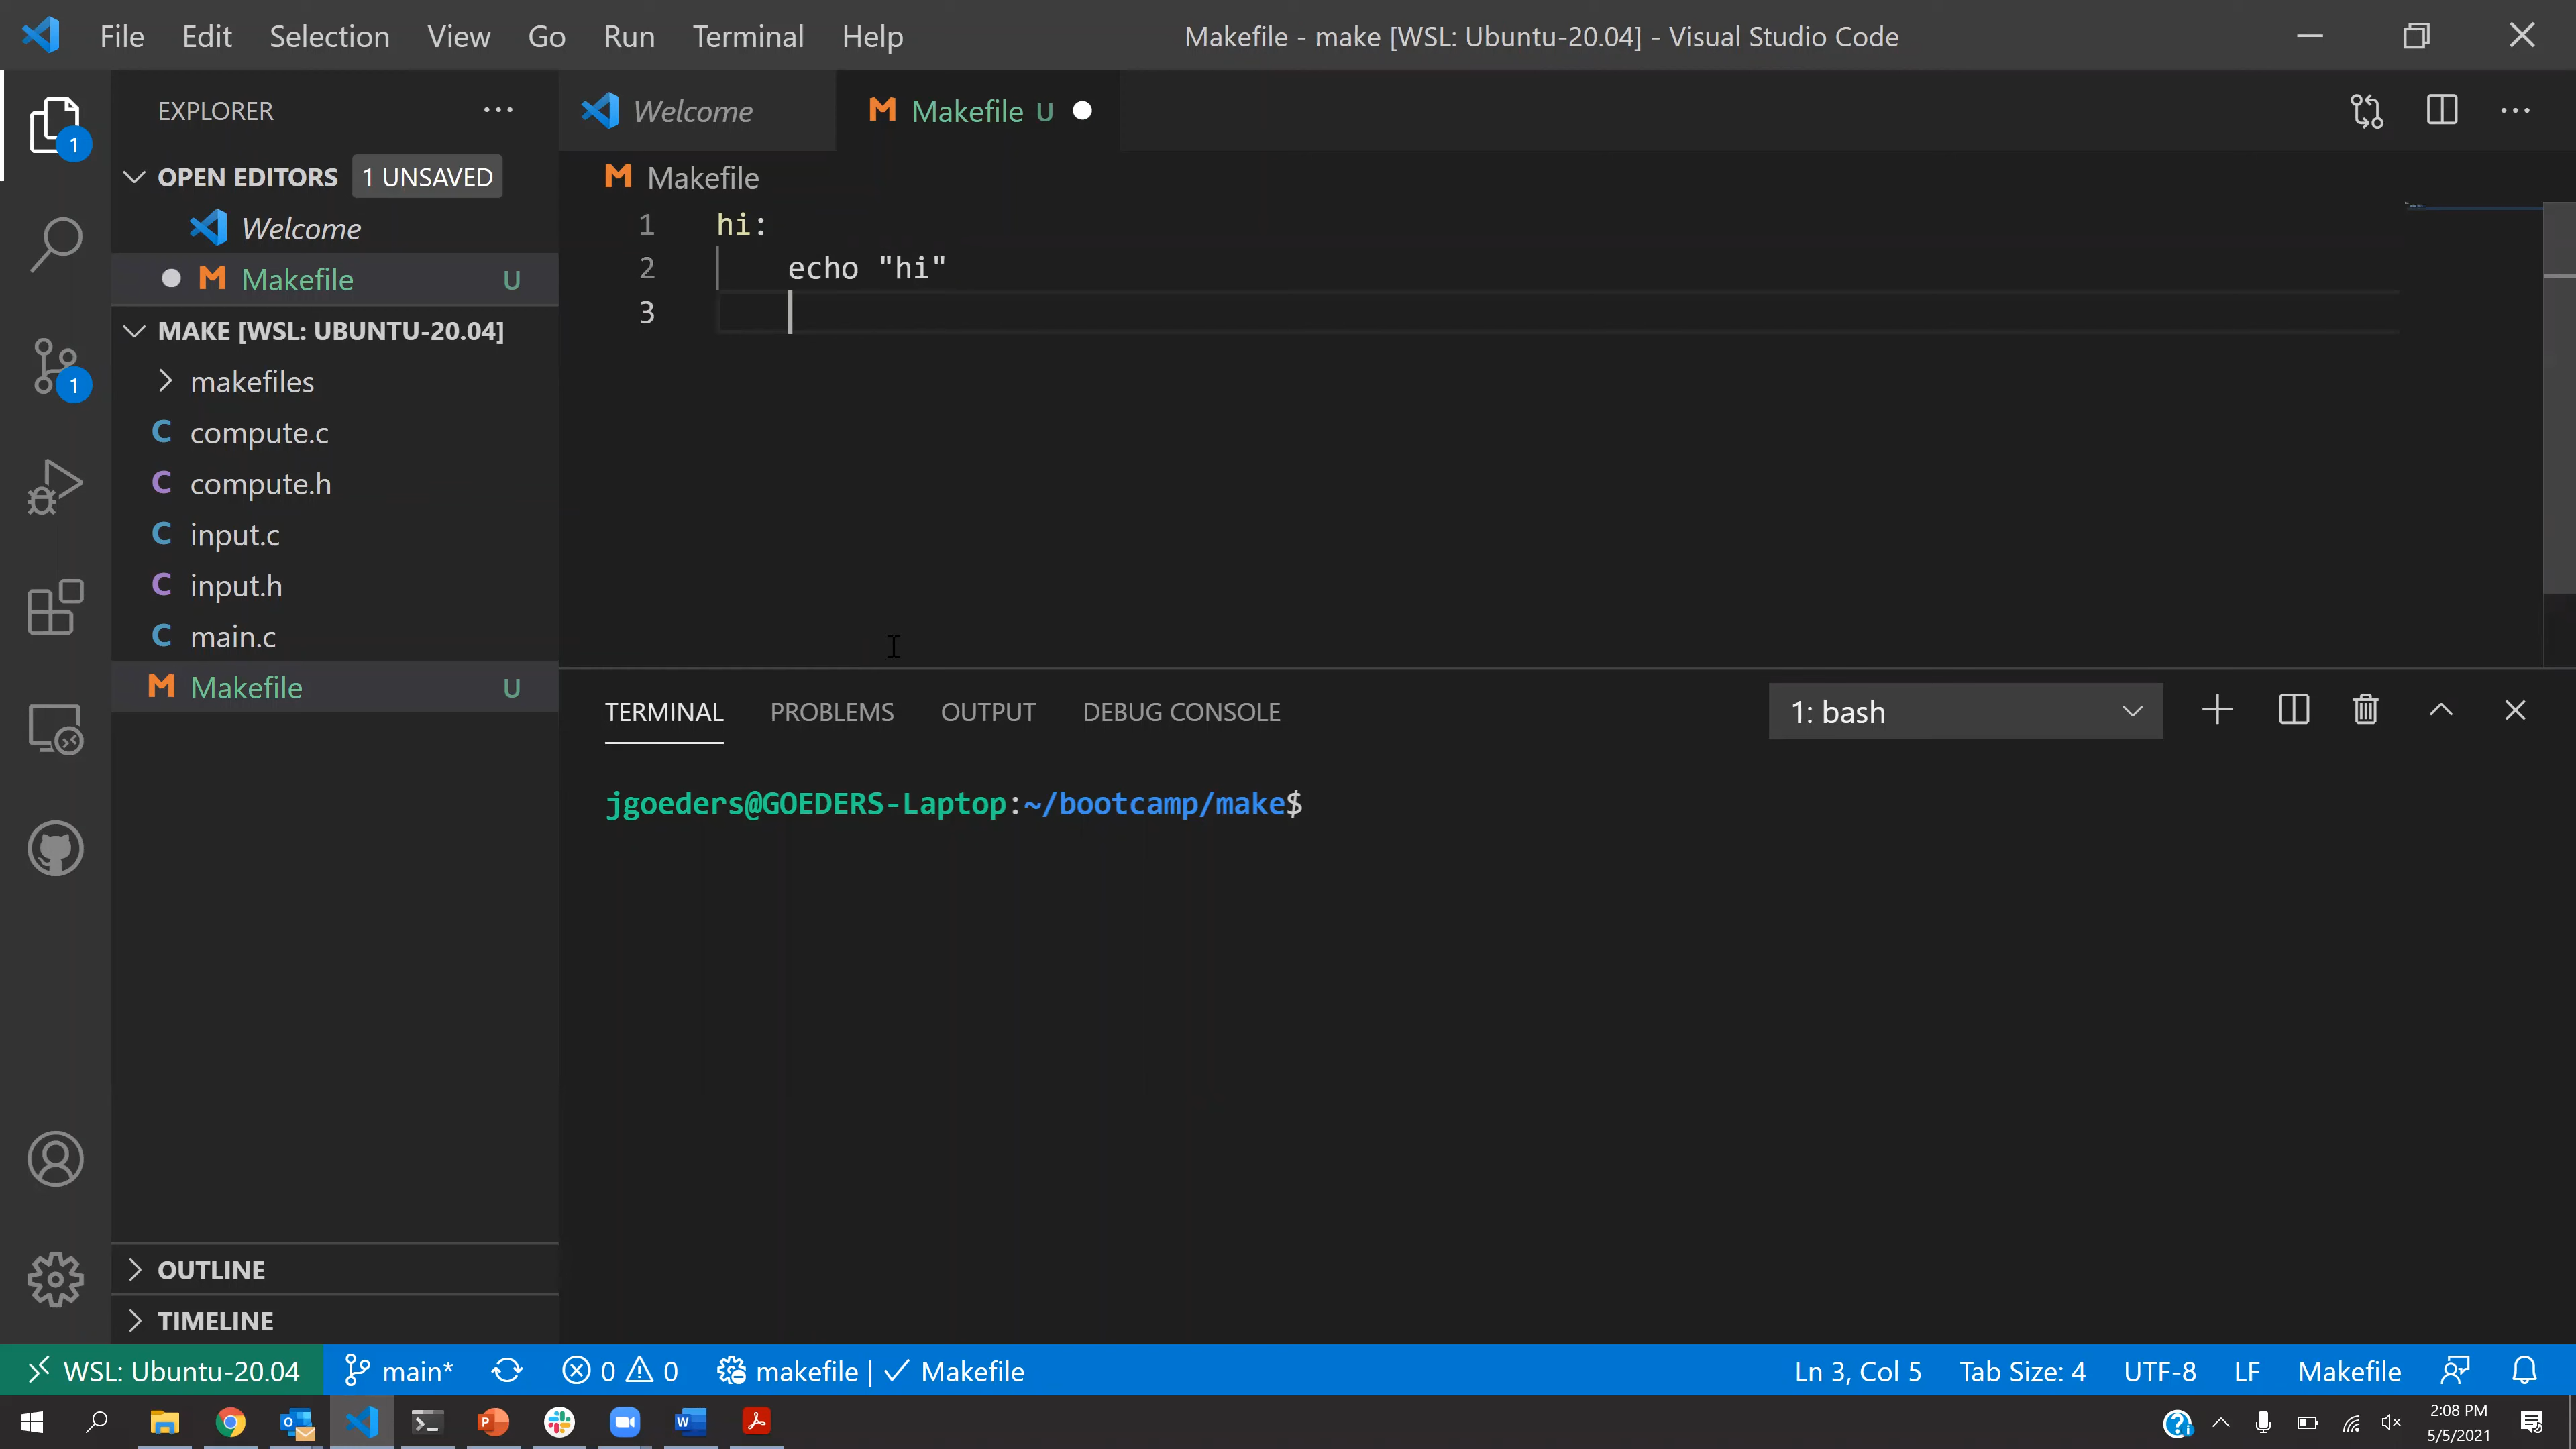 File Edit Selection View Go Run Terminal Help
Makefile - make [WSL: Ubuntu-20.04] - Visual Studio Code
1
EXPLORER
OPEN EDITORS 1 UNSAVED
Welcome
Makefile U
MAKE [WSL: UBUNTU-20.04]
makefiles
C compute.c
C compute.h
C input.c
C input.h
C main.c
M Makefile U
OUTLINE
TIMELINE
1
Welcome
M Makefile U
M Makefile
1 hi:
2 echo "hi"
3
TERMINAL PROBLEMS OUTPUT DEBUG CONSOLE
1: bash
jgoeders@GOEDERS-Laptop:~/bootcamp/make$
WSL: Ubuntu-20.04 main* 0 0 makefile | Makefile
Ln 3, Col 5 Tab Size: 4 UTF-8 LF Makefile
2:08 PM
5/5/2021